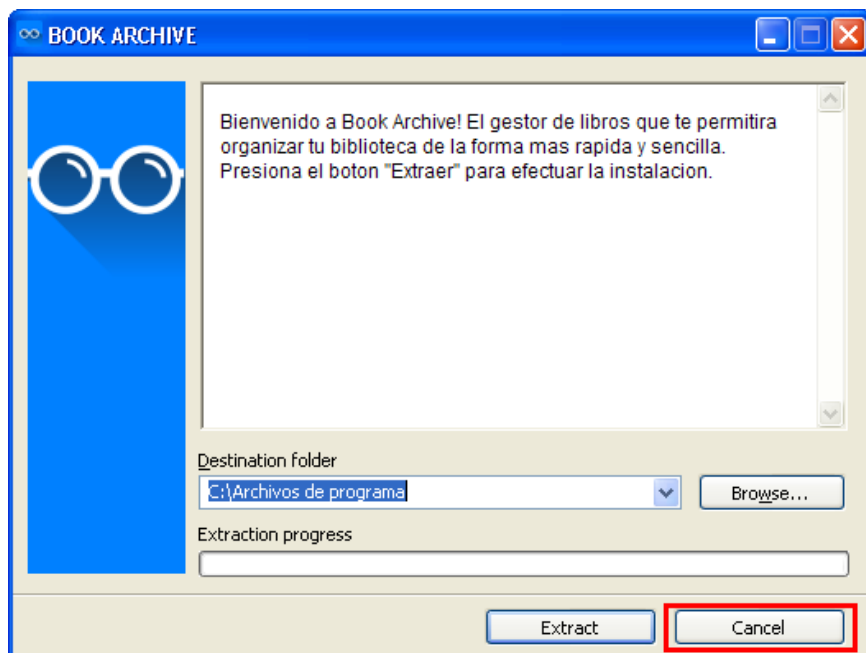 BOOK ARCHIVE
Bienvenido a Book Archive! El gestor de libros que te permitira
organizar tu biblioteca de la forma mas rapida y sencilla.
Presiona el boton "Extraer" para efectuar la instalacion.
Destination folder
C:\Archivos de programa
Browse...
Extraction progress
Extract
Cancel